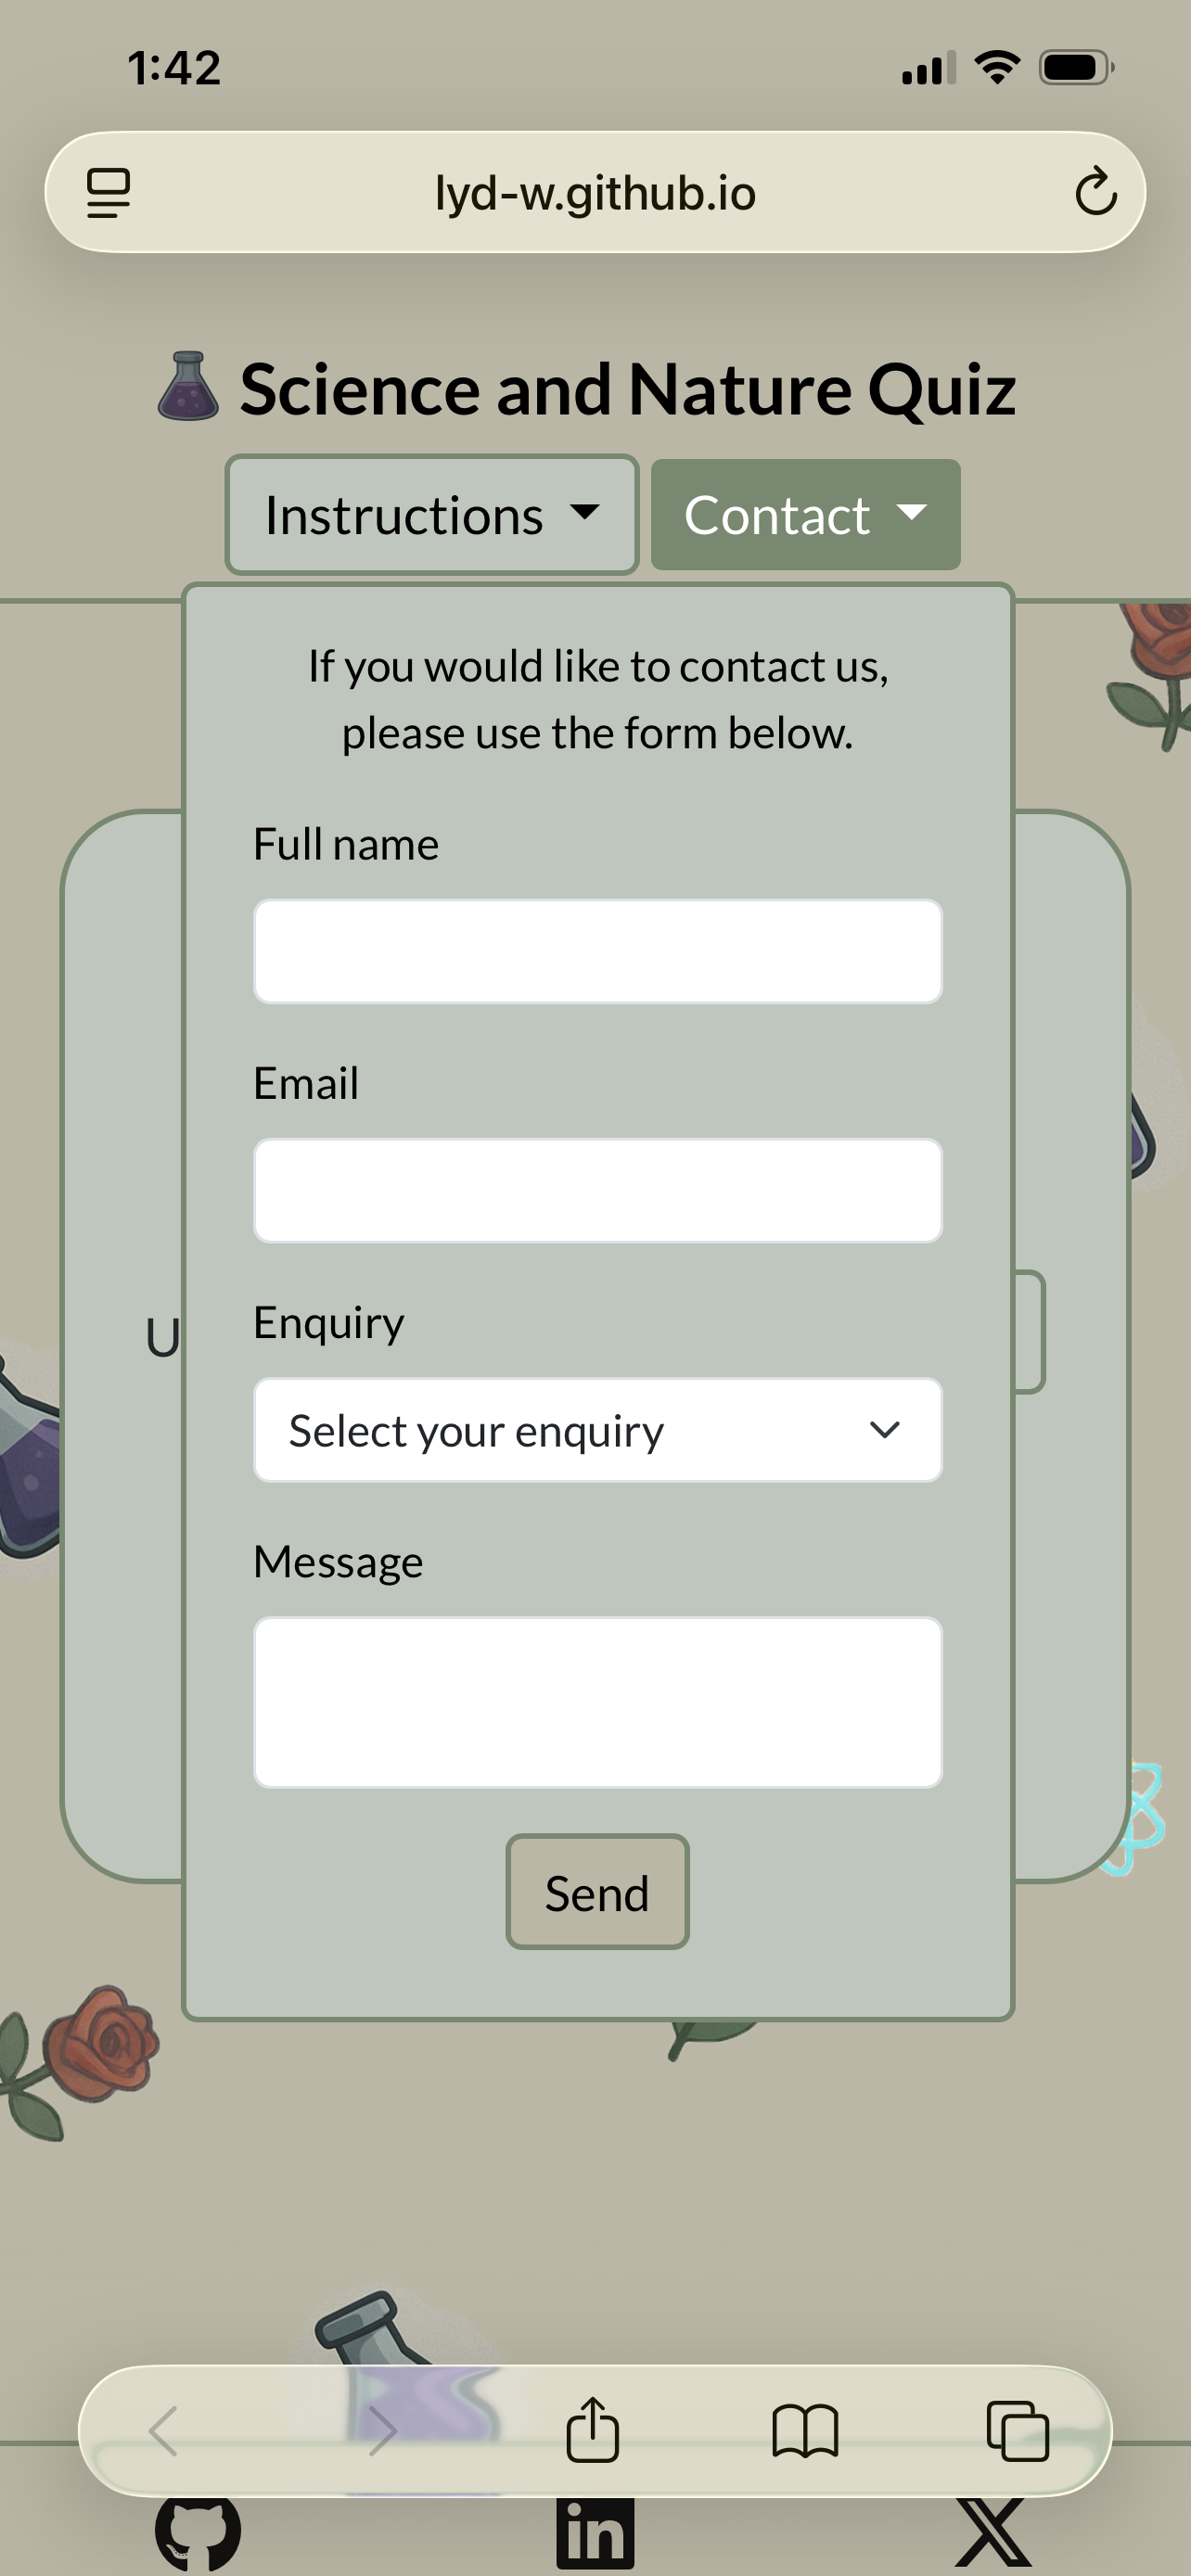 1:42
lyd-w.github.io
Science and Nature Quiz
Instructions Contact
If you would like to contact us,
please use the form below.
Full name
Email
Enquiry
U
Select your enquiry
Message
Send
in
X